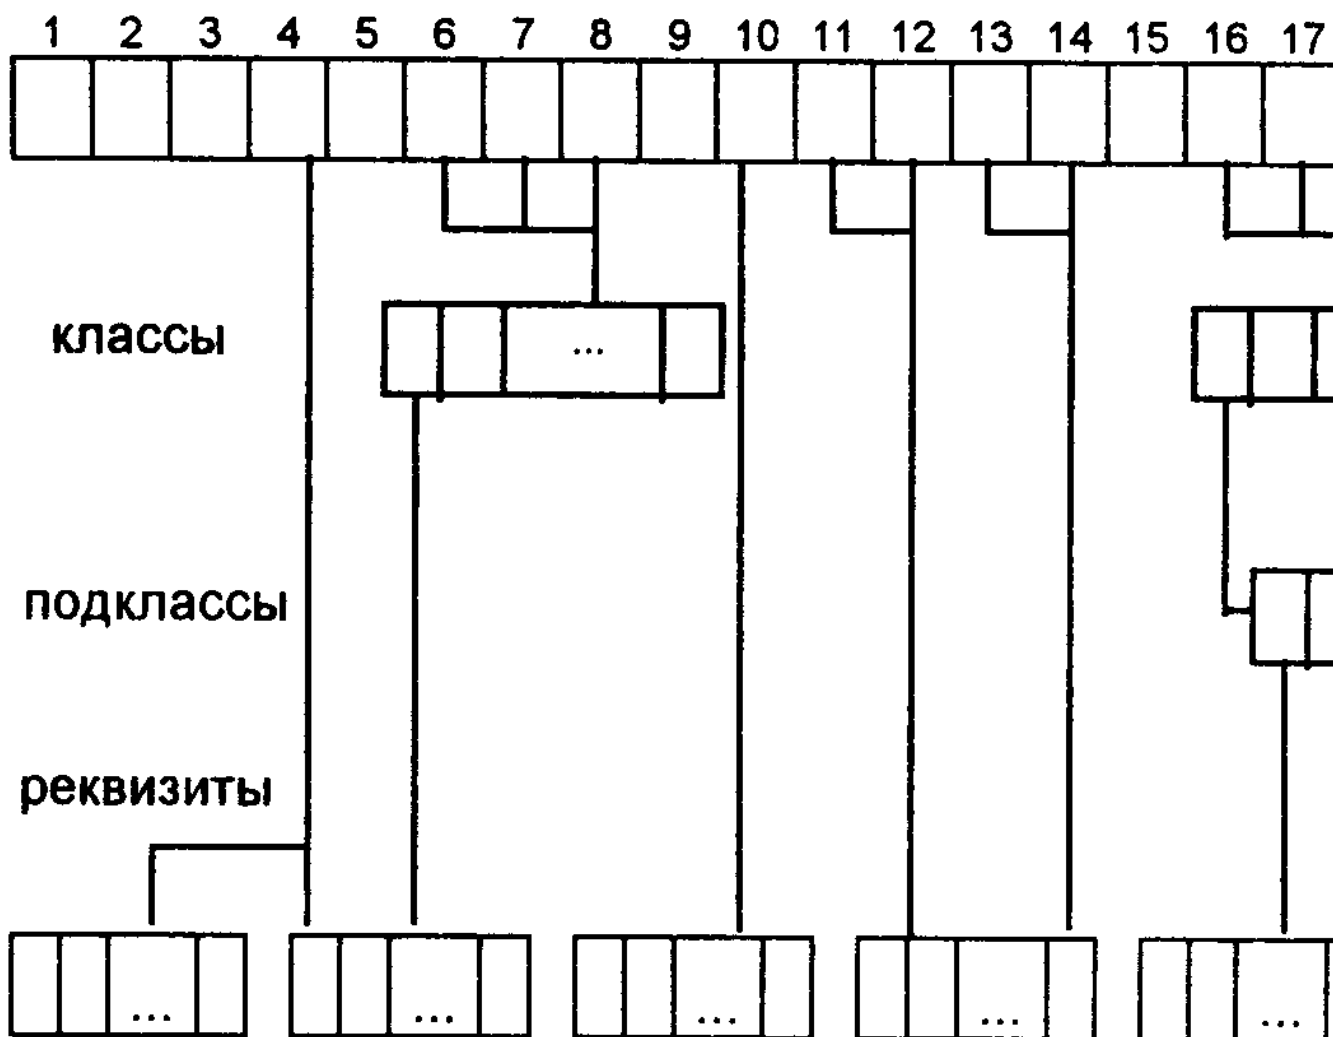 1 2 3 4 5 6 7 8 9 10 11 12 13 14 15 16 17
классы
...
подклассы
реквизиты
... ... ... ... ...